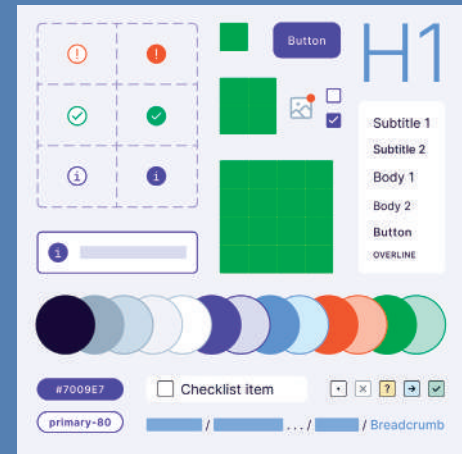 Button
H1
Subtitle 1
Subtitle 2
Body 1
Body 2
Button
OVERLINE
#7009E7
Checklist item
primary-80
/ / ... / / Breadcrumb